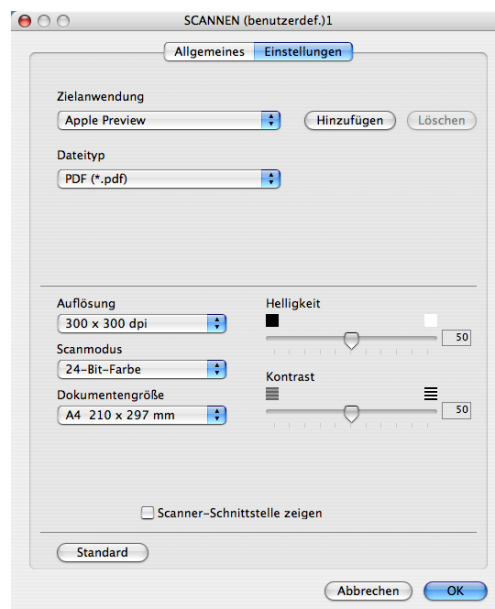 SCANNEN (benutzerdef.)1
Allgemeines Einstellungen
Zielanwendung
Apple Preview Hinzufügen Löschen
Dateityp
PDF (*.pdf)
Auflösung
300 x 300 dpi
Scanmodus
24-Bit-Farbe
Dokumentengröße
A4 210 x 297 mm
Helligkeit
50
Kontrast
50
Scanner-Schnittstelle zeigen
Standard
Abbrechen OK